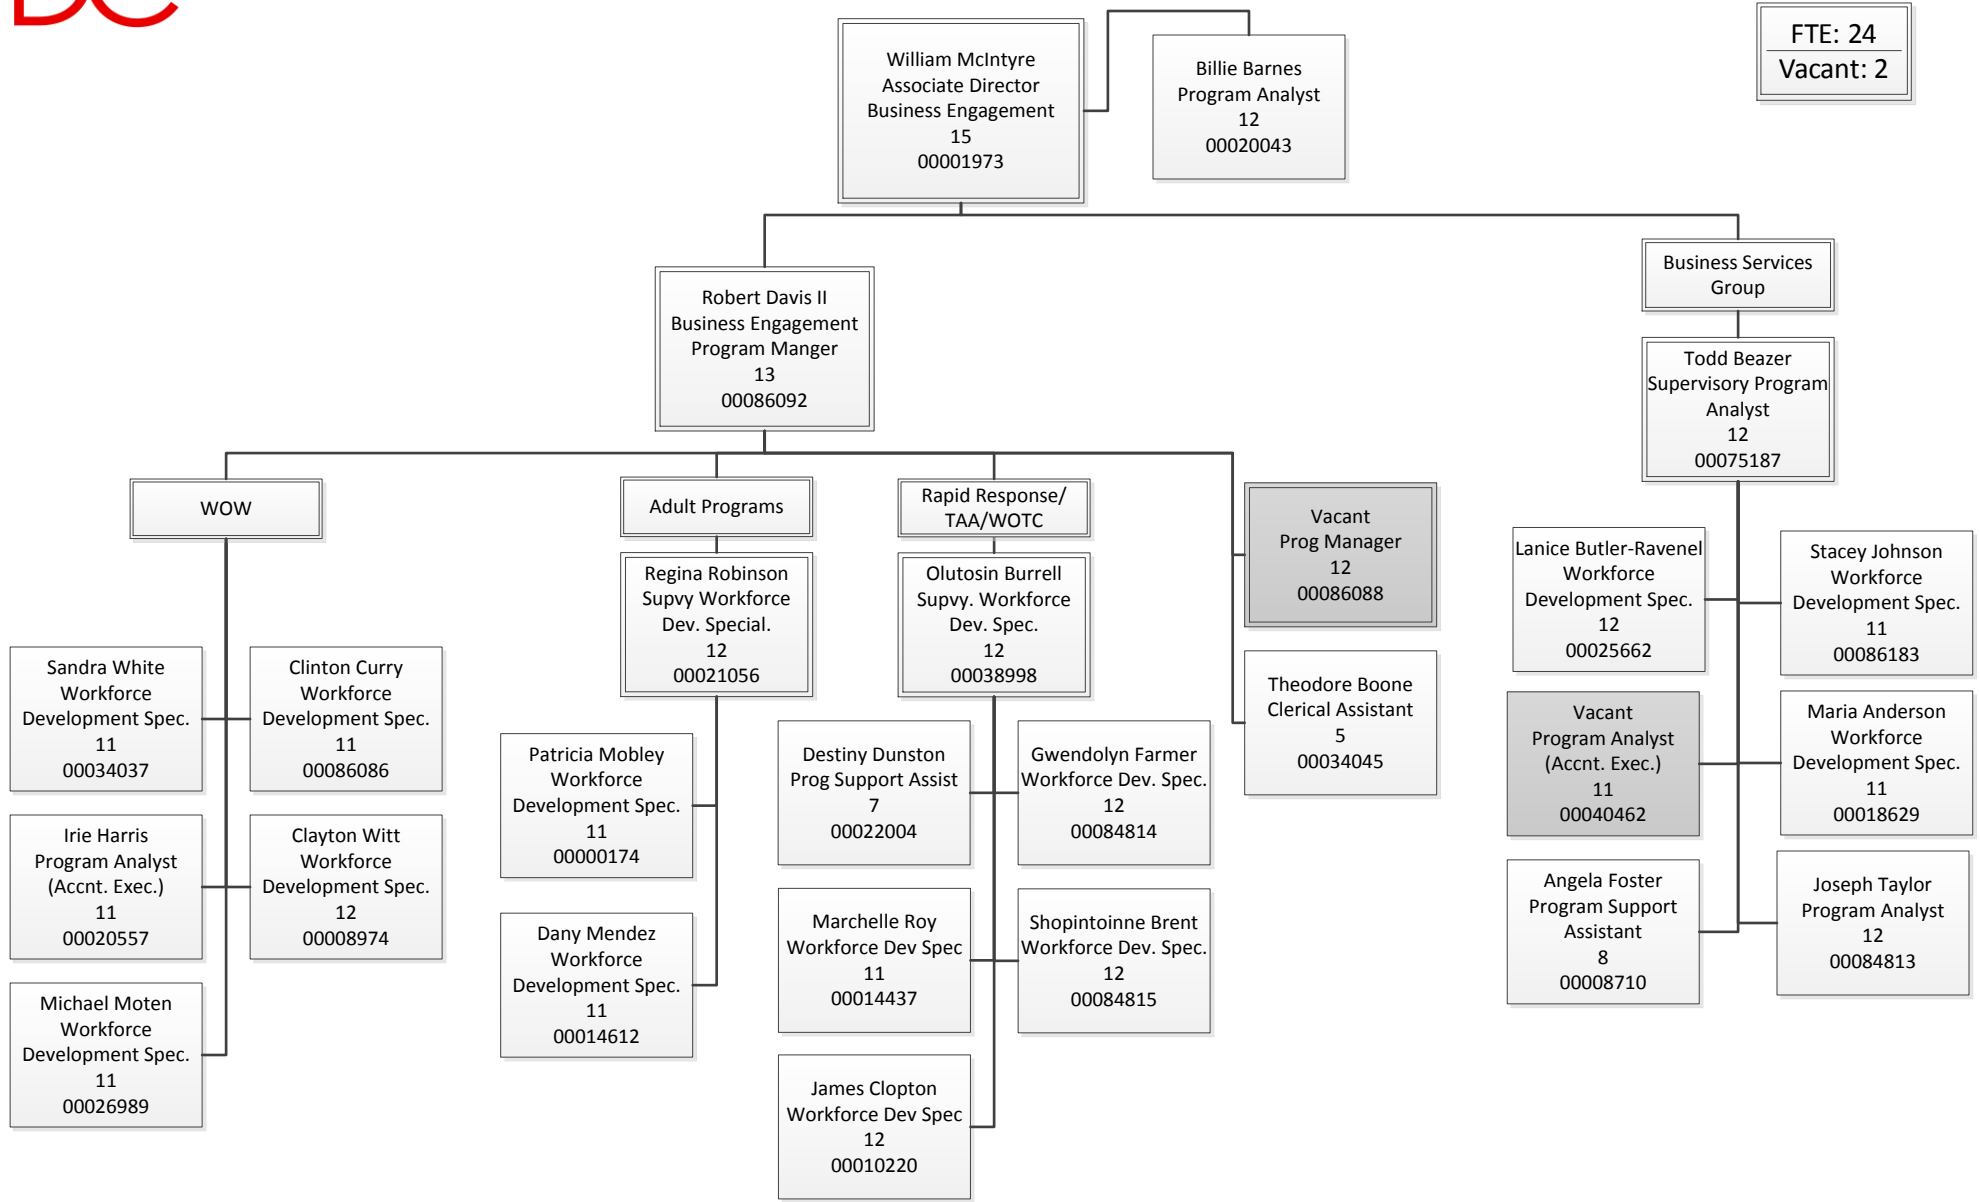 DC
FTE: 24
Vacant: 2
William McIntyre
Associate Director
Business Engagement
15
00001973
Billie Barnes
Program Analyst
12
00020043
Robert Davis II
Business Engagement
Program Manger
13
00086092
Business Services
Group
Todd Beazer
Supervisory Program
Analyst
12
00075187
WOW
Sandra White
Workforce
Development Spec.
11
00034037
Clinton Curry
Workforce
Development Spec.
11
00086086
Irie Harris
Program Analyst
(Accnt. Exec.)
11
00020557
Clayton Witt
Workforce
Development Spec.
12
00008974
Michael Moten
Workforce
Development Spec.
11
00026989
Adult Programs
Regina Robinson
Supvy Workforce
Dev. Special.
12
00021056
Patricia Mobley
Workforce
Development Spec.
11
00000174
Dany Mendez
Workforce
Development Spec.
11
00014612
Rapid Response/
TAA/WOTC
Olutosin Burrell
Supvy. Workforce
Dev. Spec.
12
00038998
Destiny Dunston
Prog Support Assist
7
00022004
Gwendolyn Farmer
Workforce Dev. Spec.
12
00084814
Marchelle Roy
Workforce Dev Spec
11
00014437
Shopintoinne Brent
Workforce Dev. Spec.
12
00084815
James Clopton
Workforce Dev Spec
12
00010220
Vacant
Prog Manager
12
00086088
Theodore Boone
Clerical Assistant
5
00034045
Lanice Butler-Ravenel
Workforce
Development Spec.
12
00025662
Stacey Johnson
Workforce
Development Spec.
11
00086183
Vacant
Program Analyst
(Accnt. Exec.)
11
00040462
Maria Anderson
Workforce
Development Spec.
11
00018629
Angela Foster
Program Support
Assistant
8
00008710
Joseph Taylor
Program Analyst
12
00084813